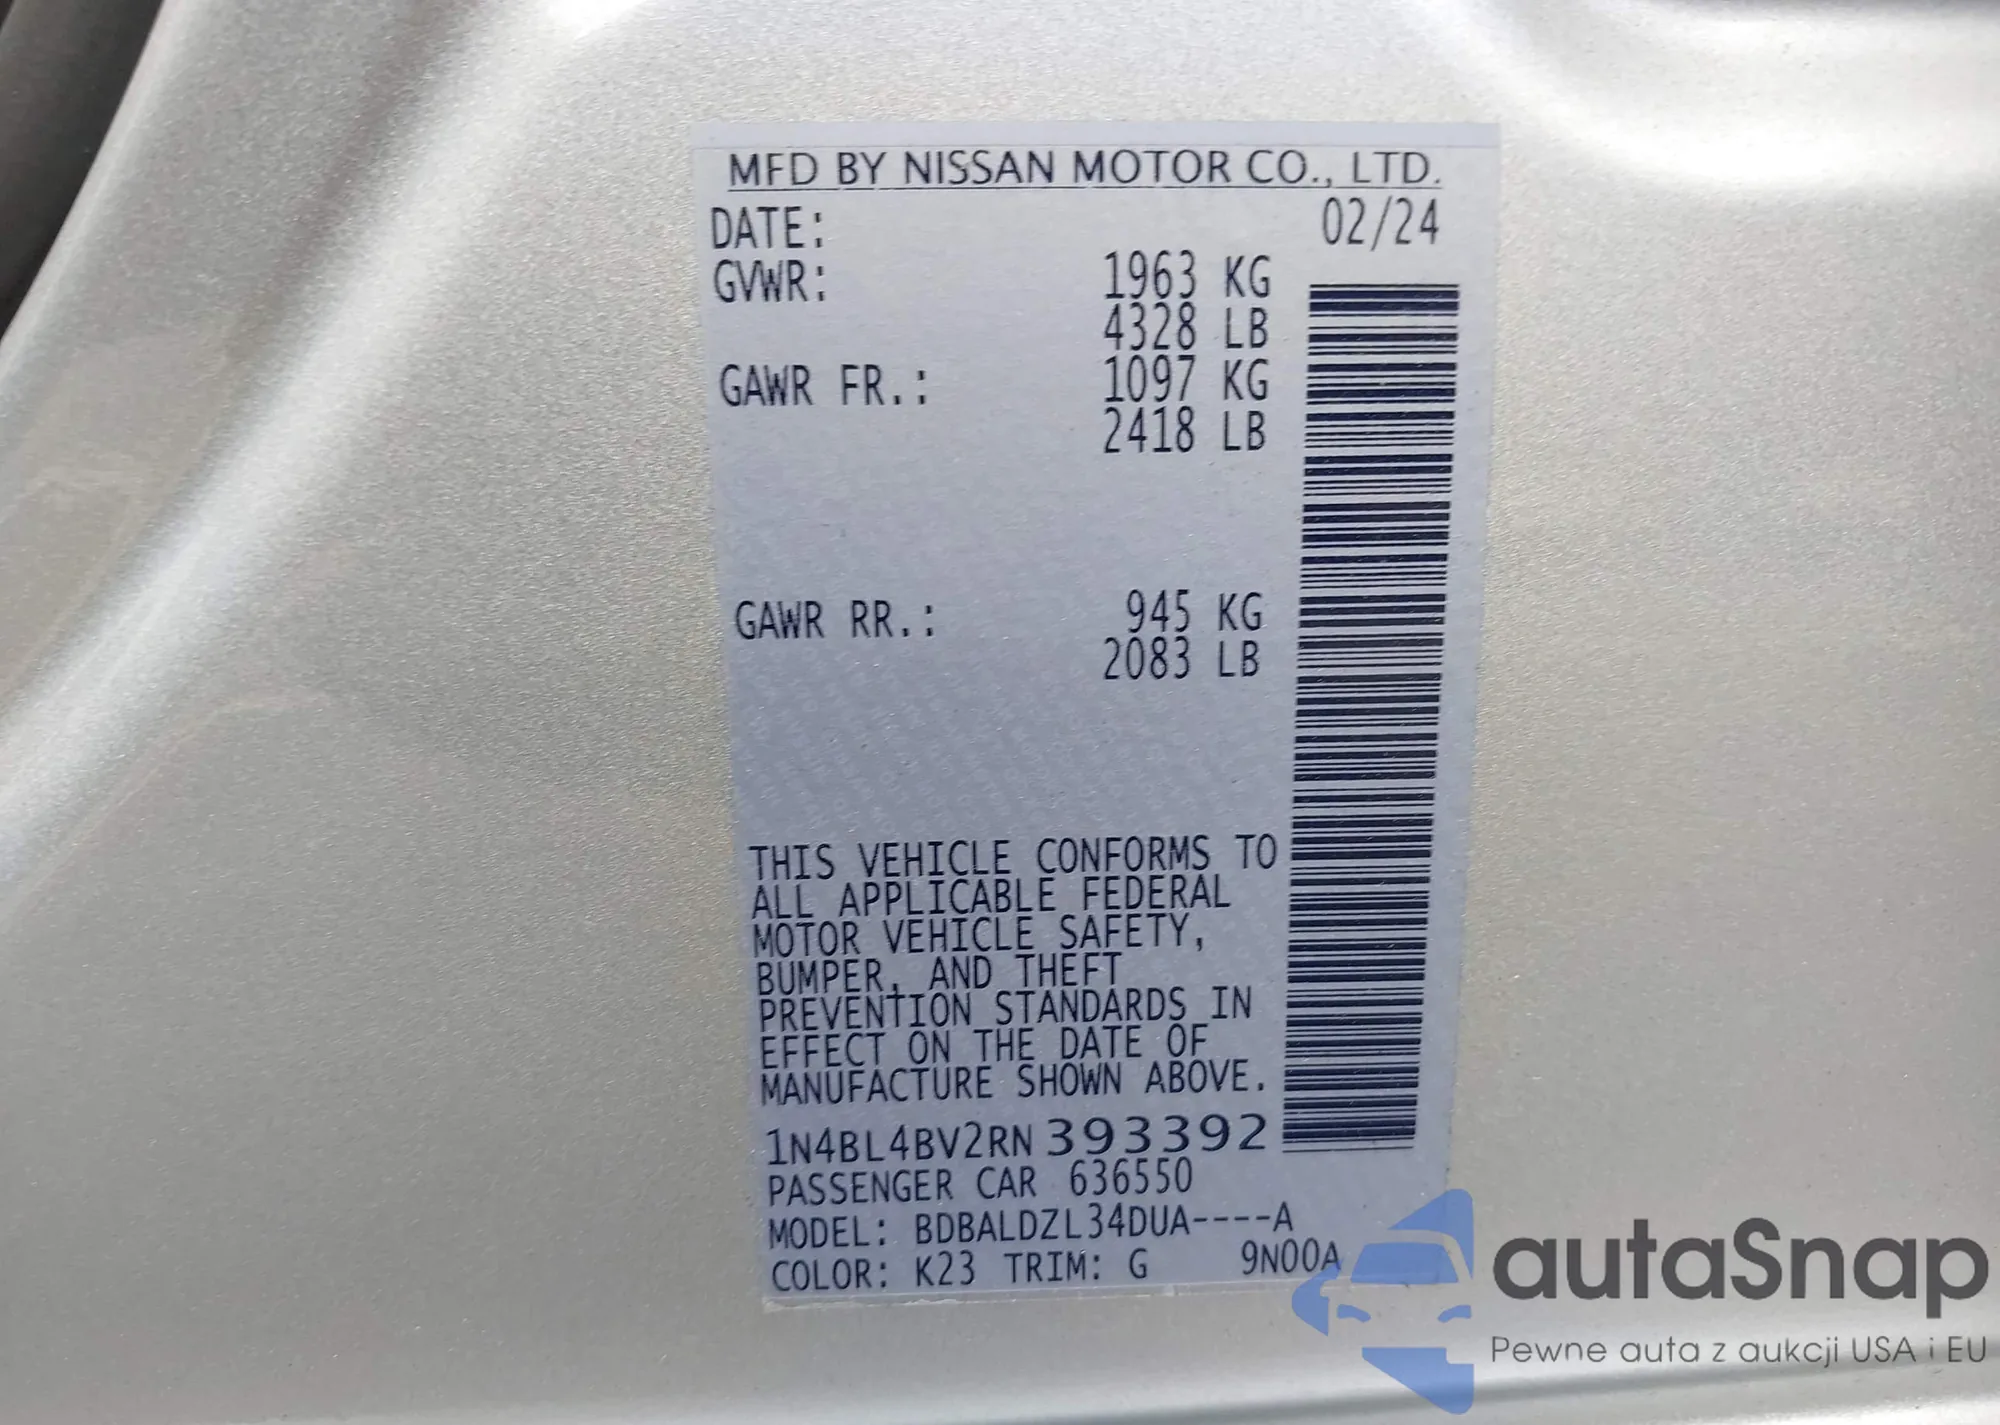 MFD BY NISSAN MOTOR CO., LTD.
DATE: 02/24
GVWR: 1963 KG
4328 LB
GAWR FR.: 1097 KG
2418 LB
GAWR RR.: 945 KG
2083 LB
THIS VEHICLE CONFORMS TO
ALL APPLICABLE FEDERAL
MOTOR VEHICLE SAFETY,
BUMPER, AND THEFT
PREVENTION STANDARDS IN
EFFECT ON THE DATE OF
MANUFACTURE SHOWN ABOVE.
1N4BL4BV2RN393392
PASSENGER CAR 636550
MODEL: BDBALDZL34DUA----A
COLOR: K23 TRIM: G 9N00A
autaSnap
Pewne auta z aukcji USA i EU